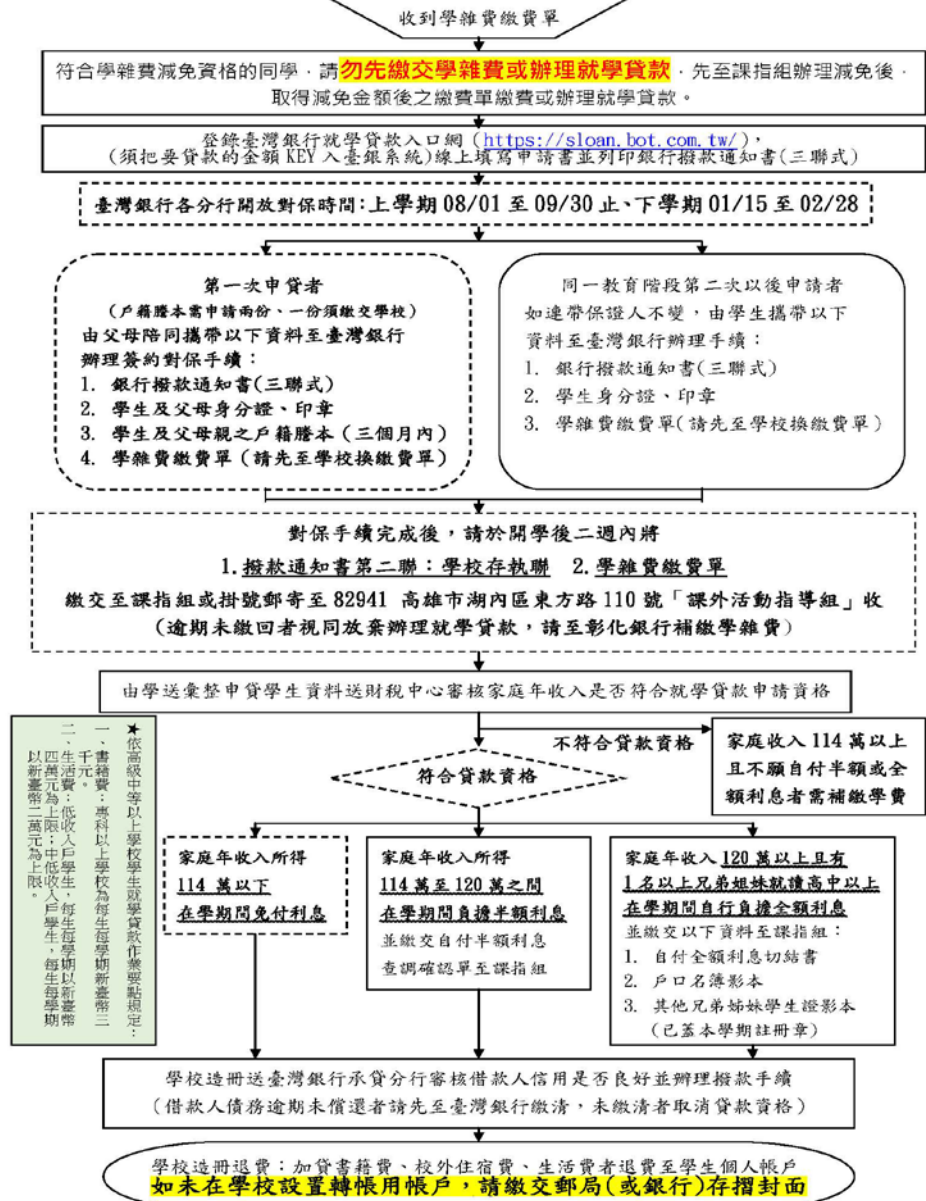 收到學雜費繳費單
符合學雜費減免資格的同學，請勿先繳交學雜費或辦理就學貸款，先至課指組辦理減免後，
取得減免金額後之繳費單繳費或辦理就學貸款。
登錄臺灣銀行就學貸款入口網 (https://sloan.bot.com.tw/)，
(須把要貸款的金額 KEY 入臺銀系統)線上填寫申請書並列印銀行撥款通知書(三聯式)
臺灣銀行各分行開放對保時間：上學期 08/01 至 09/30 止、下學期 01/15 至 02/28
第一次申貸者
(戶籍謄本需申請兩份、一份須繳交學校)
由父母陪同攜帶以下資料至臺灣銀行
辦理簽約對保手續：
1. 銀行撥款通知書(三聯式)
2. 學生及父母身分證、印章
3. 學生及父母親之戶籍謄本 (三個月內)
4. 學雜費繳費單 (請先至學校換繳費單)
同一教育階段第二次以後申請者
如連帶保證人不變，由學生攜帶以下
資料至臺灣銀行辦理手續：
1. 銀行撥款通知書(三聯式)
2. 學生身分證、印章
3. 學雜費繳費單(請先至學校換繳費單)
對保手續完成後，請於開學後二週內將
1.撥款通知書第二聯：學校存執聯 2.學雜費繳費單
繳交至課指組或掛號郵寄至 82941 高雄市湖內區東方路 110 號「課外活動指導組」收
(逾期未繳回者視同放棄辦理就學貸款，請至彰化銀行補繳學雜費)
由學送彙整申貸學生資料送財稅中心審核家庭年收入是否符合就學貸款申請資格
★依高級中等以上學校學生就學貸款作業要點規定：
一、書籍費：專科以上學校為每生每學期新臺幣三
千元。
二、生活費：低收入戶學生，每生每學期以新臺幣
四萬元為上限；中低收入戶學生，每生每學期
以新臺幣二萬元為上限。
不符合貸款資格
符合貸款資格
家庭收入 114 萬以上
且不願自付半額或全
額利息者需補繳學費
家庭年收入所得
114 萬以下
在學期間免付利息
家庭年收入所得
114 萬至 120 萬之間
在學期間負擔半額利息
並繳交自付半額利息
查調確認單至課指組
家庭年收入 120 萬以上且有
1 名以上兄弟姐妹就讀高中以上
在學期間自行負擔全額利息
並繳交以下資料至課指組：
1. 自付全額利息切結書
2. 戶口名簿影本
3. 其他兄弟姊妹學生證影本
(已蓋本學期註冊章)
學校造冊送臺灣銀行承貸分行審核借款人信用是否良好並辦理撥款手續
(借款人債務逾期未償還者請先至臺灣銀行繳清，未繳清者取消貸款資格)
學校造冊退費：加貸書籍費、校外住宿費、生活費者退費至學生個人帳戶
如未在學校設置轉帳用帳戶，請繳交郵局(或銀行)存摺封面